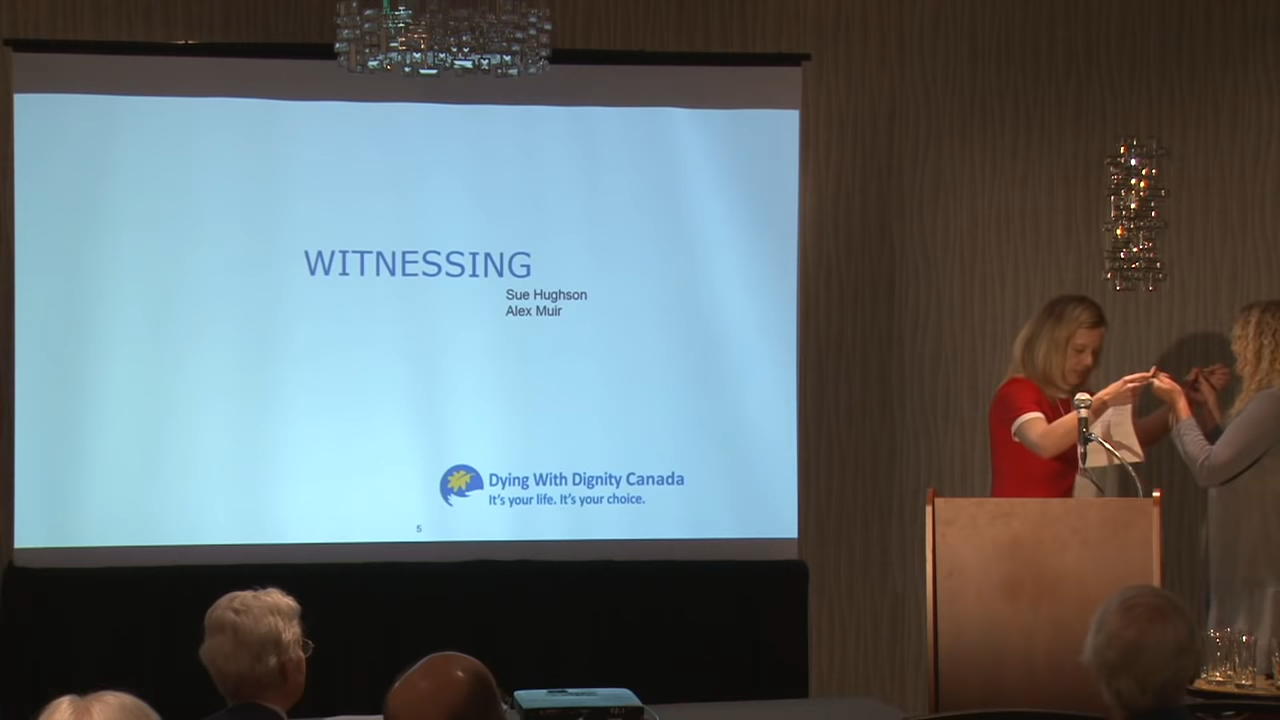 WITNESSING
Sue Hughson
Alex Muir
Dying With Dignity Canada
It's your life. It's your choice.
5